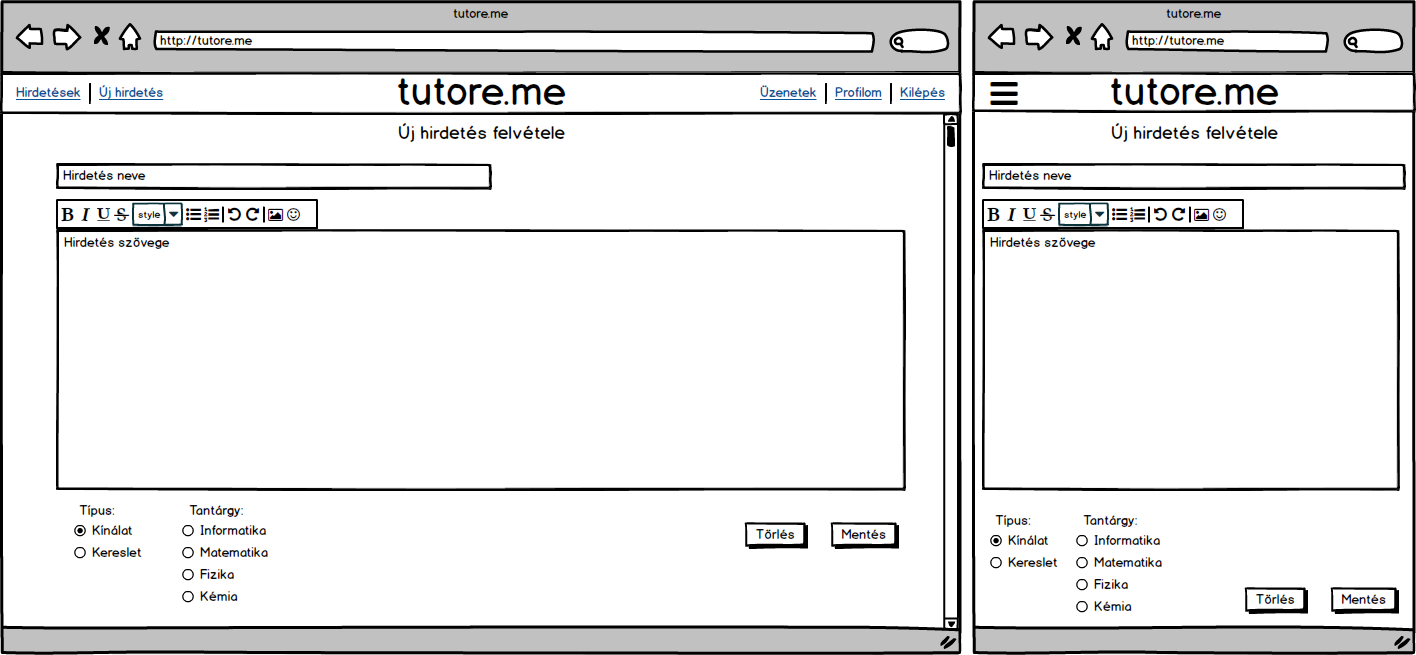 tutore.me
http://tutore.me
Hirdetések Új hirdetés tutore.me Üzenetek Profilom Kilépés
Új hirdetés felvétele
Hirdetés neve
B I U S style
Hirdetés szövege
Típus: Tantárgy:
Kínálat Informatika
Kereslet Matematika
Fizika
Kémia
Törlés Mentés
tutore.me
http://tutore.me
tutore.me
Új hirdetés felvétele
Hirdetés neve
B I U S style
Hirdetés szövege
Típus: Tantárgy:
Kínálat Informatika
Kereslet Matematika
Fizika
Kémia
Törlés Mentés